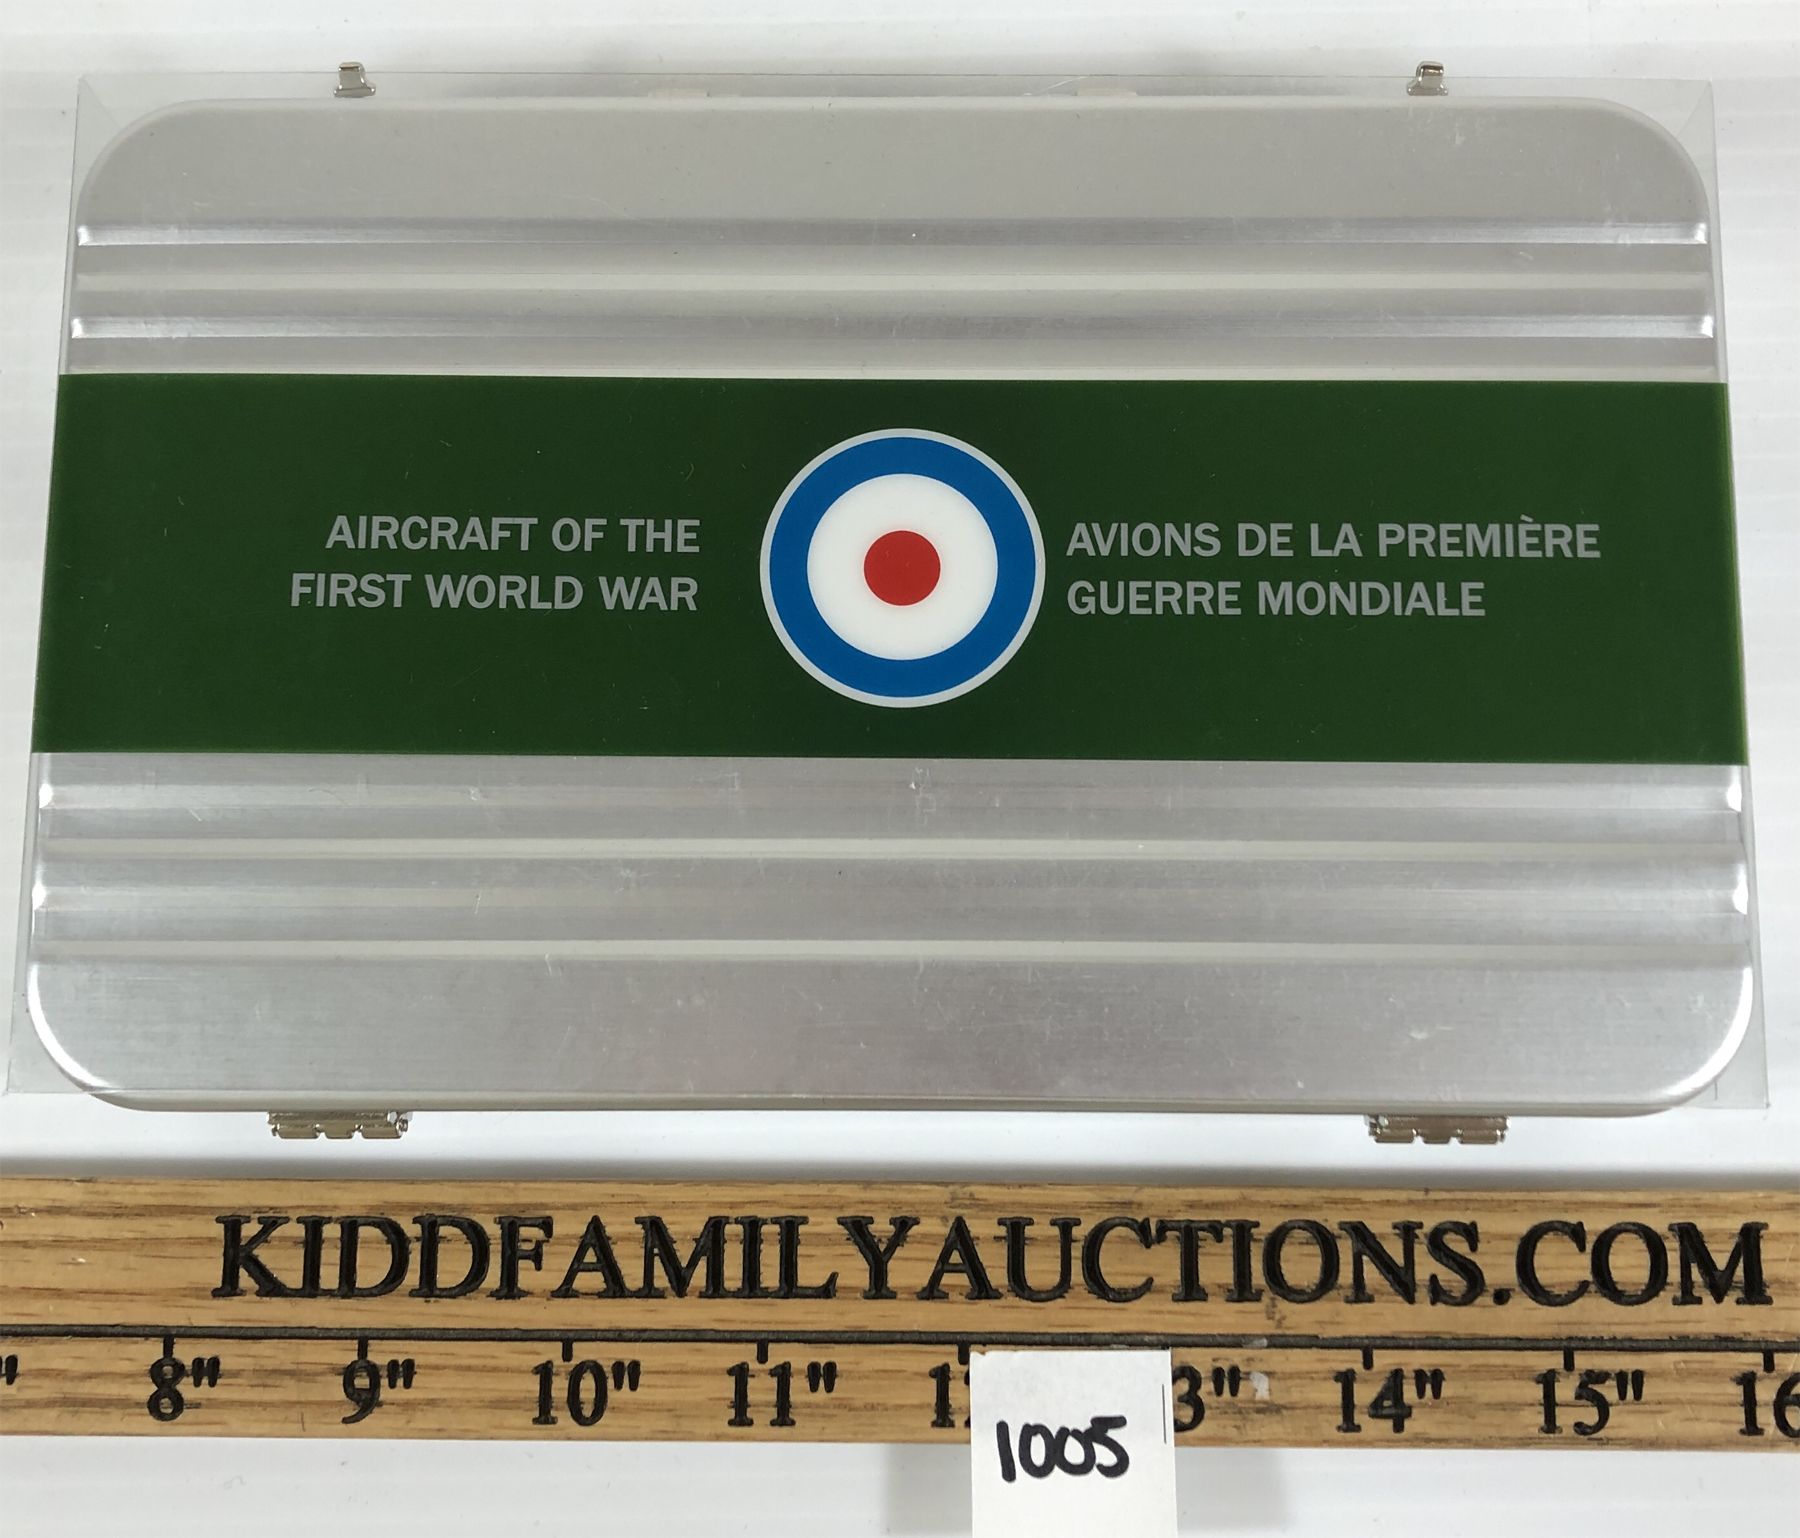 AIRCRAFT OF THE
FIRST WORLD WAR
AVIONS DE LA PREMIÈRE
GUERRE MONDIALE
KIDDFAMILYAUCTIONS.COM
8" 9" 10" 11" 14" 15" 16
1005